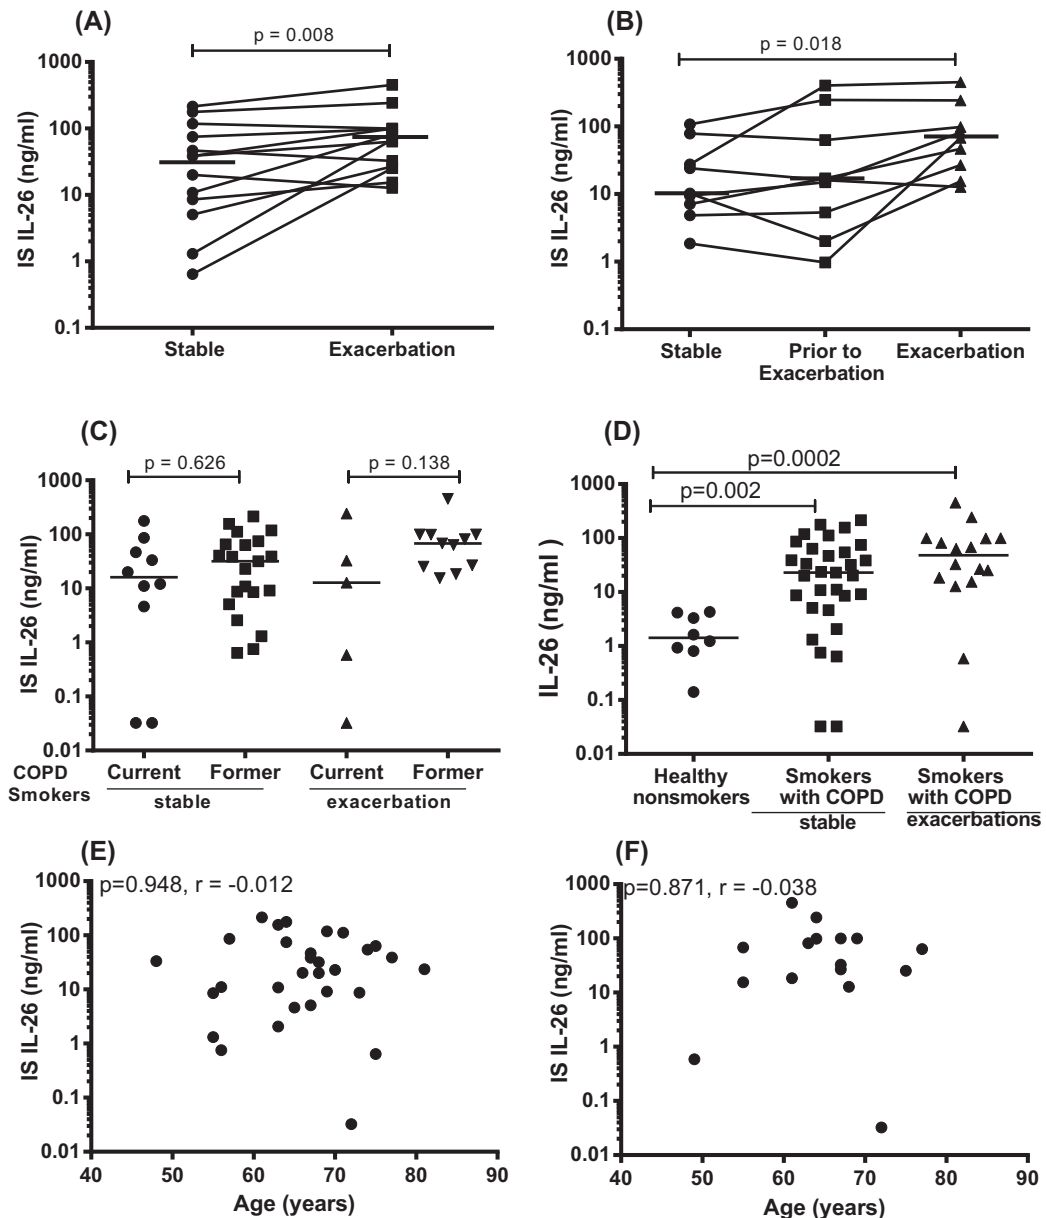 (A)
p = 0.008
1000
100
10
1
0.1
IS IL-26 (ng/ml)
Stable
Exacerbation
(B)
p = 0.018
1000
100
10
1
0.1
IS IL-26 (ng/ml)
Stable
Prior to
Exacerbation
Exacerbation
(C)
p = 0.626
p = 0.138
1000
100
10
1
0.1
0.01
IS IL-26 (ng/ml)
COPD
Smokers
Current
Former
Current
Former
stable
exacerbation
(D)
p=0.0002
p=0.002
1000
100
10
1
0.1
0.01
IL-26 (ng/ml )
Healthy
nonsmokers
Smokers
with COPD
stable
Smokers
with COPD
exacerbations
(E)
p=0.948, r = -0.012
1000
100
10
1
0.1
0.01
IS IL-26 (ng/ml)
40 50 60 70 80 90
Age (years)
(F)
p=0.871, r = -0.038
1000
100
10
1
0.1
0.01
IS IL-26 (ng/ml)
40 50 60 70 80 90
Age (years)